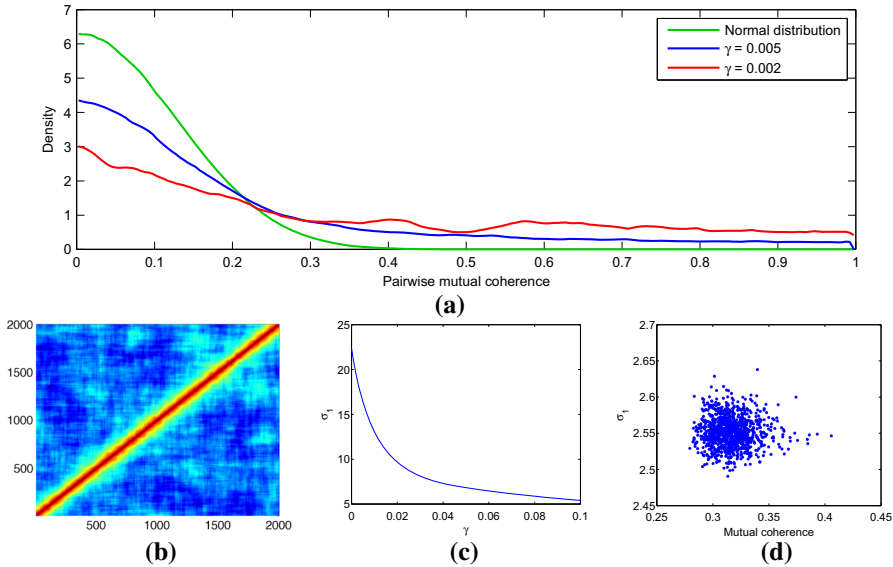 7
6
5
4
3
2
1
0
Density
0 0.1 0.2 0.3 0.4 0.5 0.6 0.7 0.8 0.9 1
Pairwise mutual coherence
Normal distribution
γ = 0.005
γ = 0.002
(a)
2000
1500
1000
500
500 1000 1500 2000
(b)
25
20
15
10
5
σ1
0 0.02 0.04 0.06 0.08 0.1
γ
(c)
2.7
2.65
2.6
2.55
2.5
2.45
σ1
0.25 0.3 0.35 0.4 0.45
Mutual coherence
(d)